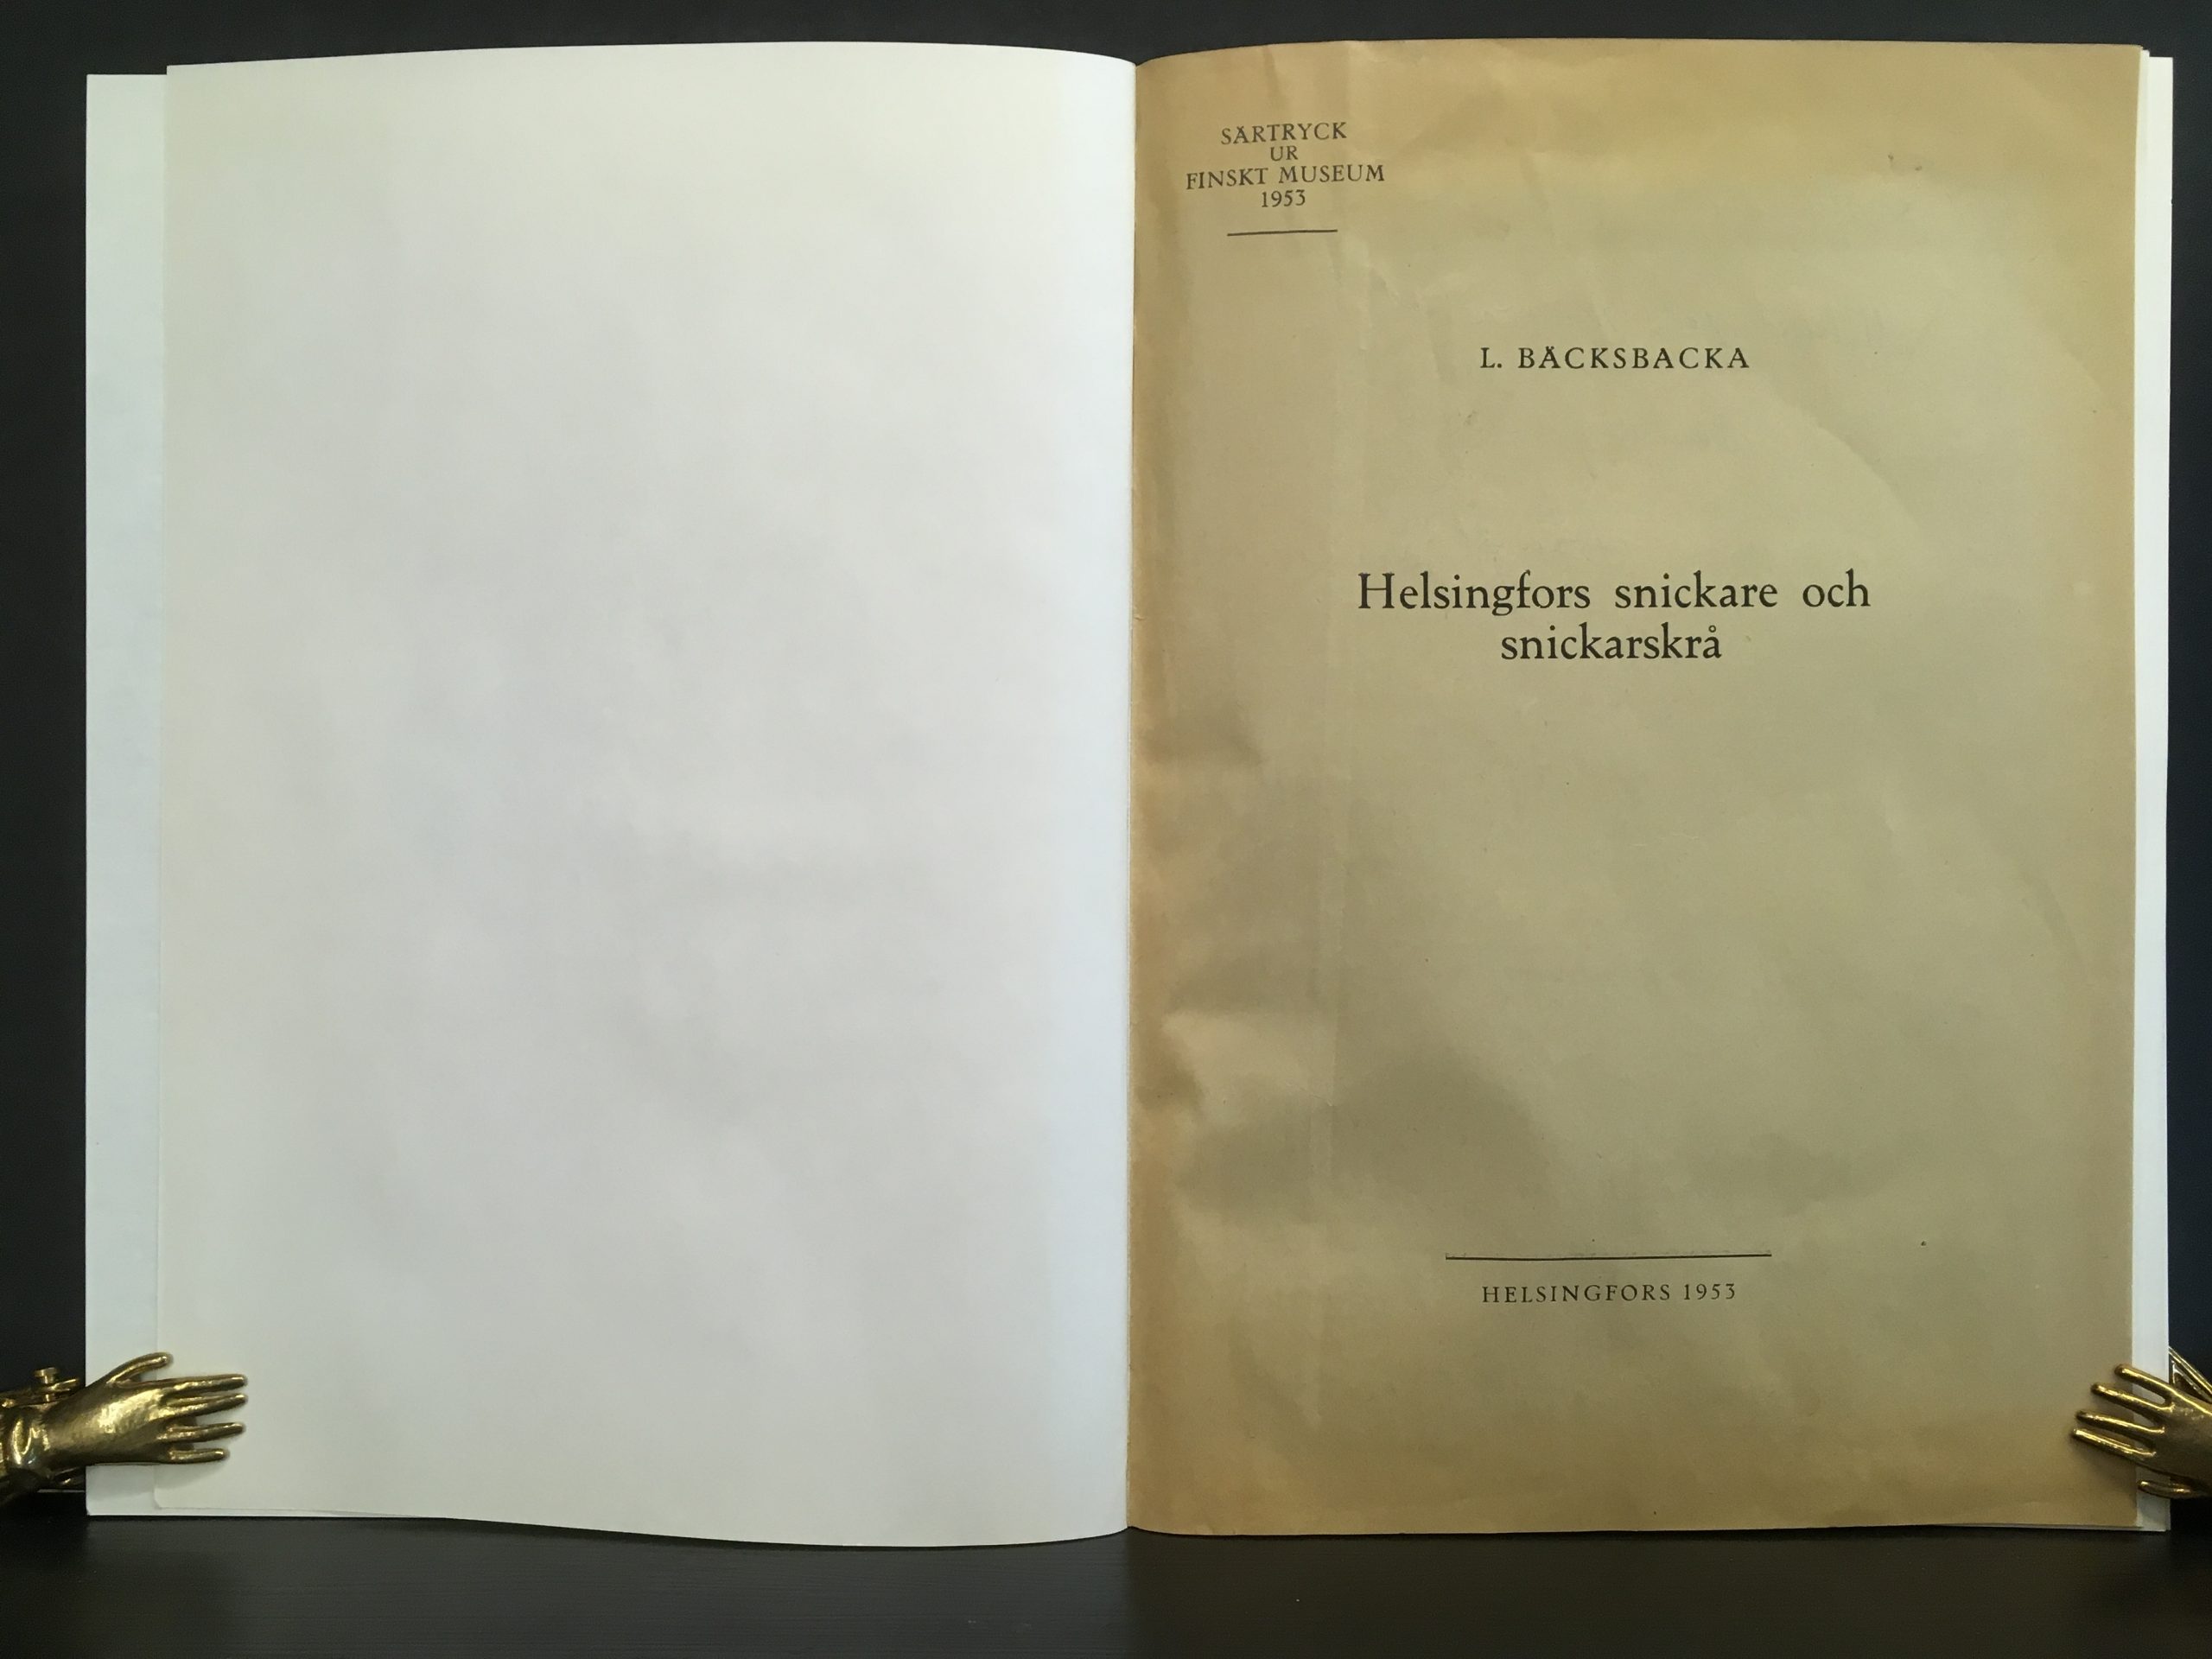 SÄRTRYCK
UR
FINSKT MUSEUM
1953
L. BÄCKSBACKA
Helsingfors snickare och
snickarskrå
HELSINGFORS 1953